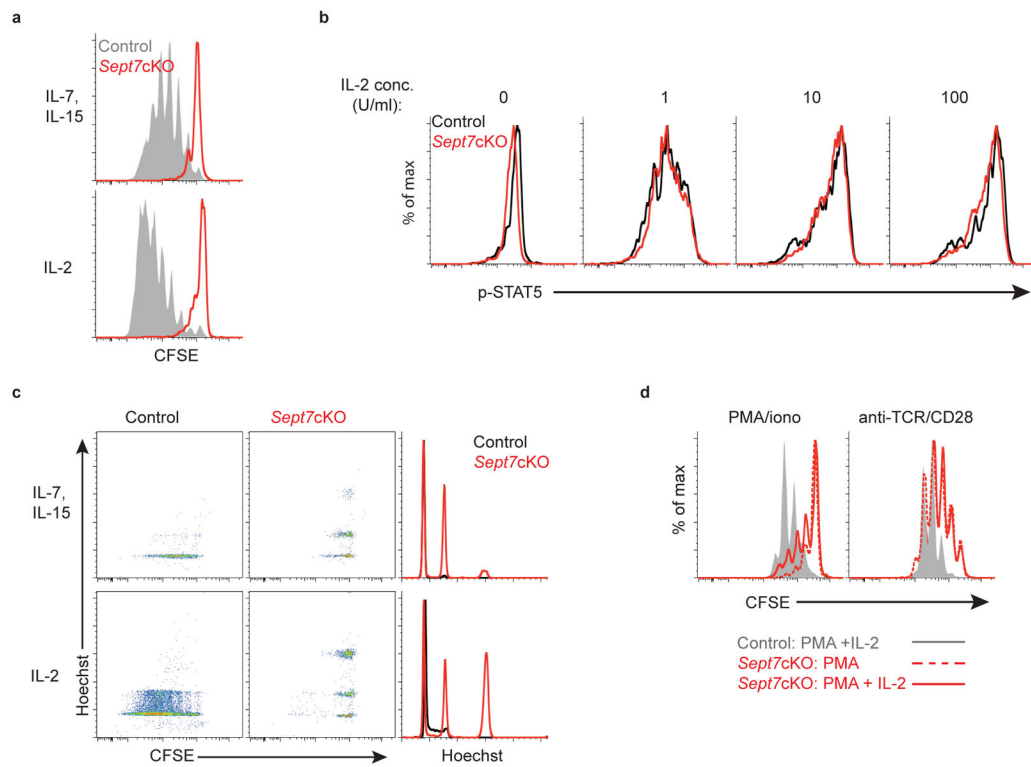 a
Control
Sept7cKO
IL-7,
IL-15
IL-2
CFSE
b
IL-2 conc.
(U/ml):
0
1
10
100
Control
Sept7cKO
% of max
p-STAT5
c
Control
Sept7cKO
Control
Sept7cKO
IL-7,
IL-15
IL-2
Hoechst
CFSE
Hoechst
d
PMA/iono
anti-TCR/CD28
% of max
CFSE
Control: PMA +IL-2
Sept7cKO: PMA
Sept7cKO: PMA + IL-2